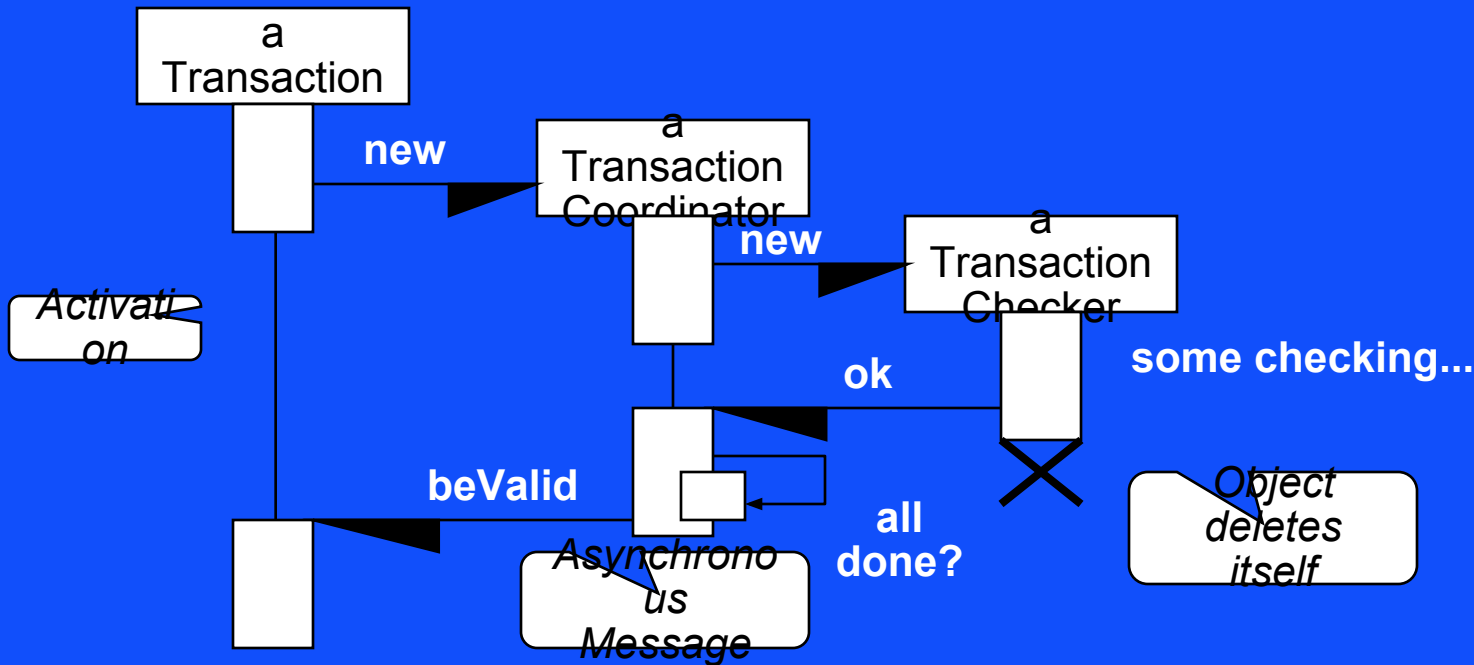 a
Transaction
new
a
Transaction
Coordinator
new
a
Transaction
Checker
Activati
on
some checking...
ok
beValid
all
done?
Object
deletes
itself
Asynchrono
us
Message